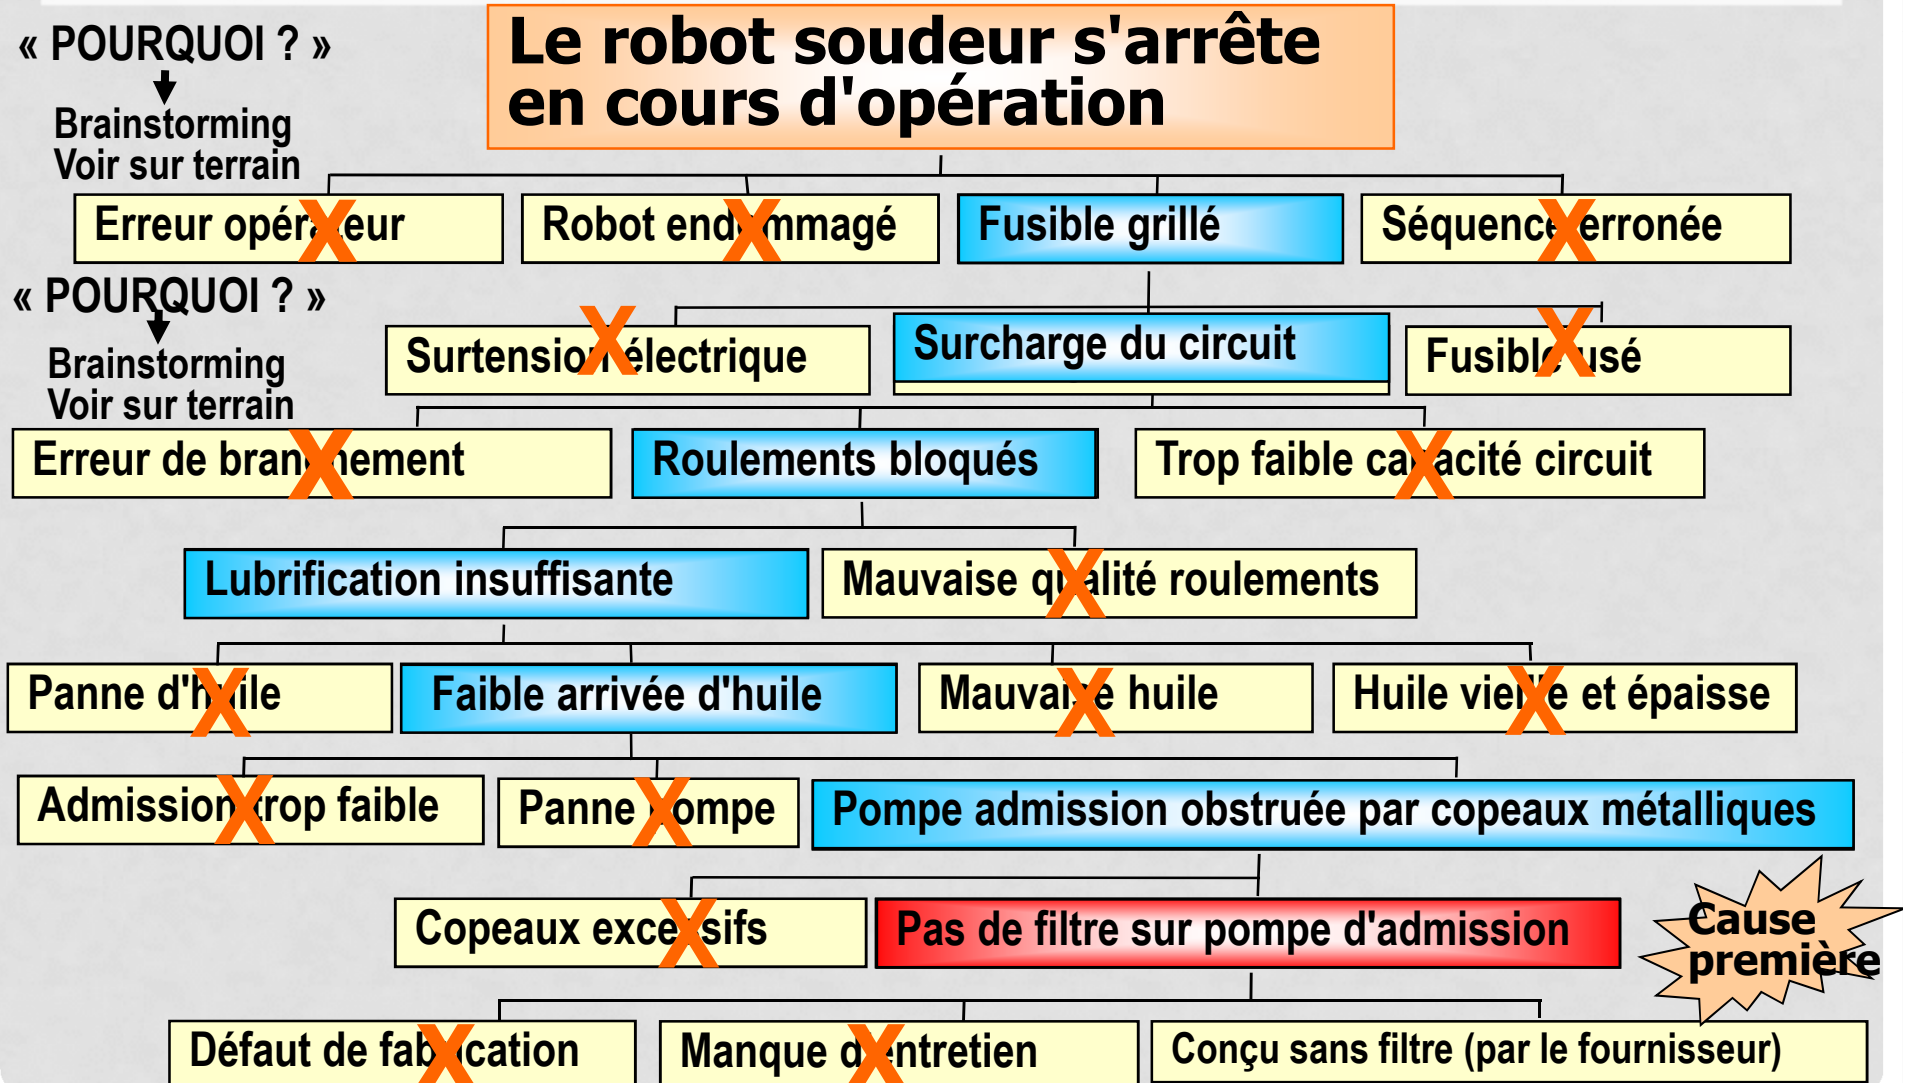 « POURQUOI ? »
Le robot soudeur s'arrête
en cours d'opération
Brainstorming
Voir sur terrain
Erreur opérateur
X
Robot endommagé
X
Fusible grillé
Séquence erronée
X
« POURQUOI ? »
Brainstorming
Voir sur terrain
Surtension électrique
X
Surcharge du circuit
Fusible usé
X
Erreur de branchement
X
Roulements bloqués
Trop faible capacité circuit
X
Lubrification insuffisante
Mauvaise qualité roulements
X
Panne d'huile
X
Faible arrivée d'huile
Mauvaise huile
X
Huile vieille et épaisse
X
Admission trop faible
X
Panne pompe
X
Pompe admission obstruée par copeaux métalliques
Copeaux excessifs
X
Pas de filtre sur pompe d'admission
Cause
première
Défaut de fabrication
X
Manque d'entretien
X
Conçu sans filtre (par le fournisseur)